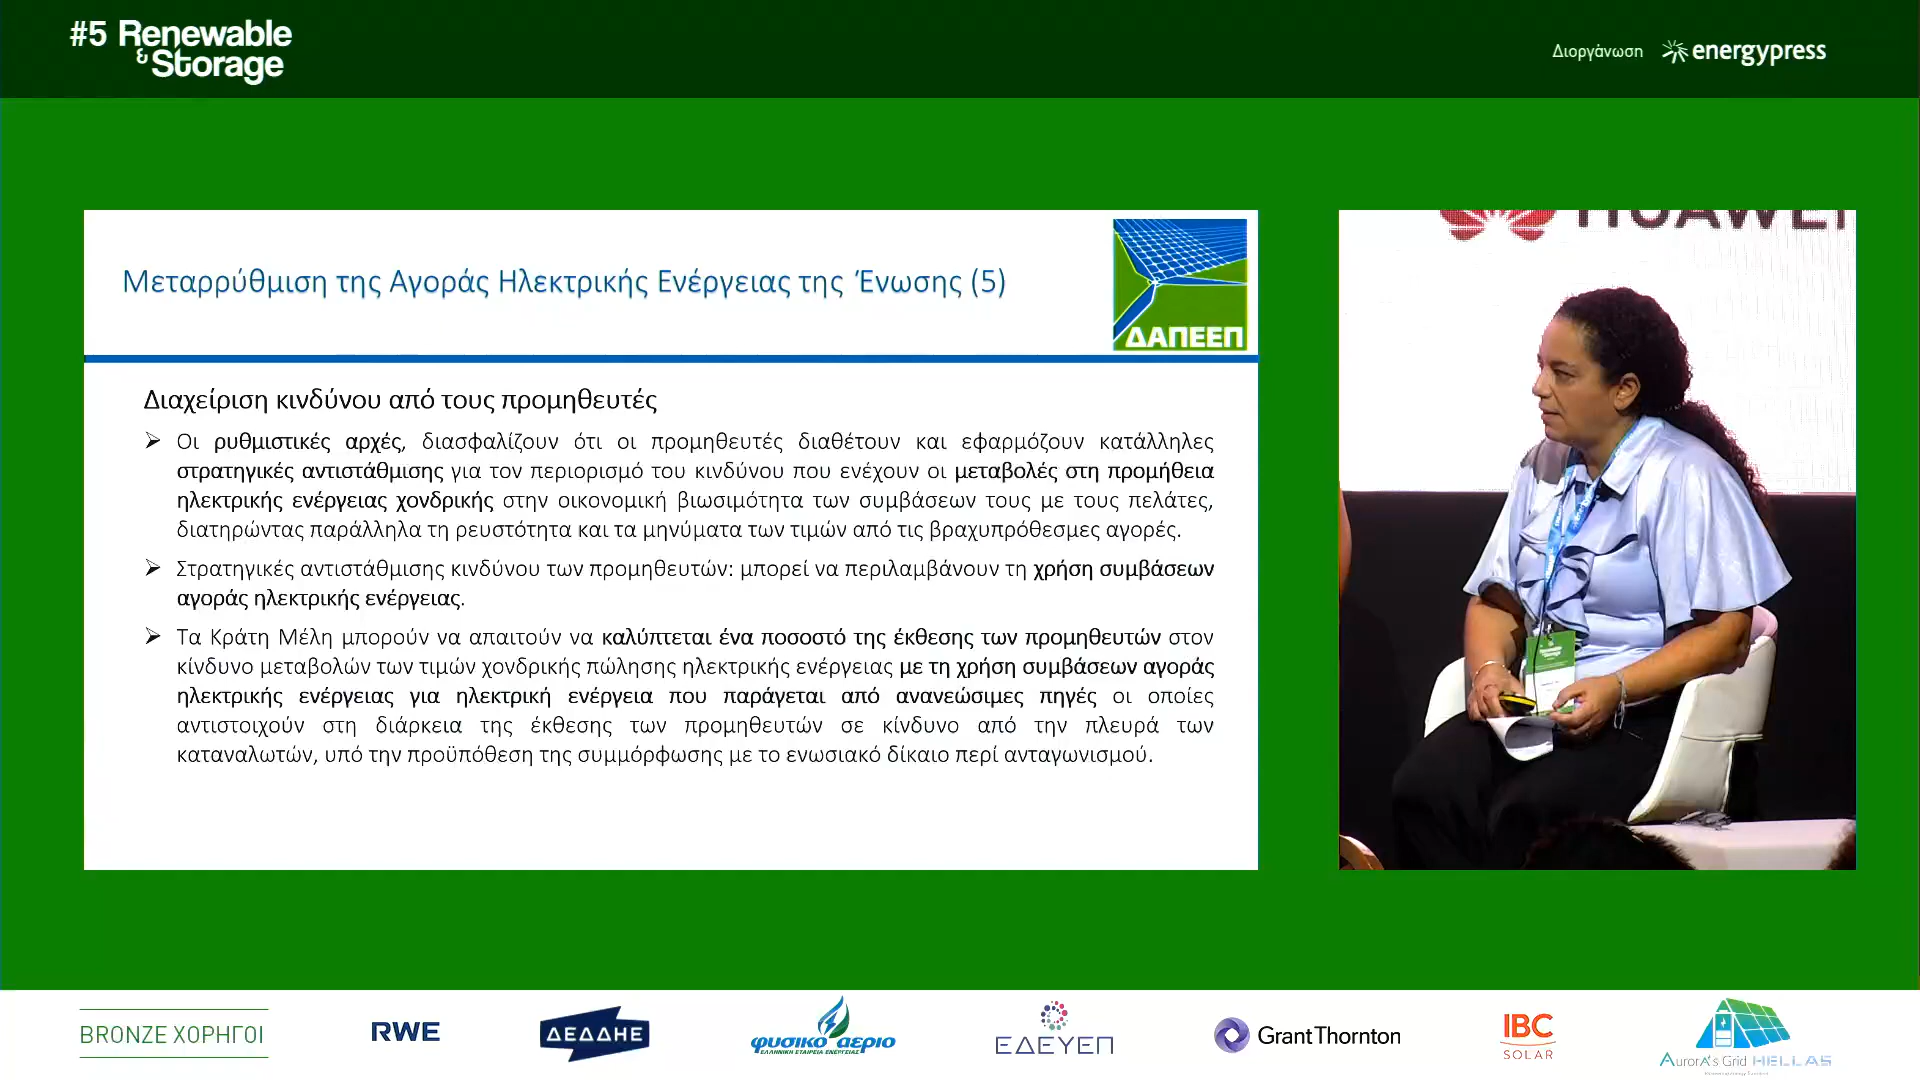 #5 Renewable
& Storage
Διοργάνωση energypress
HUAWEI
Μεταρρύθμιση της Αγοράς Ηλεκτρικής Ενέργειας της Ένωσης (5)
ΔΑΠΕΕΠ
Διαχείριση κινδύνου από τους προμηθευτές
➢ Οι ρυθμιστικές αρχές, διασφαλίζουν ότι οι προμηθευτές διαθέτουν και εφαρμόζουν κατάλληλες
στρατηγικές αντιστάθμισης για τον περιορισμό του κινδύνου που ενέχουν οι μεταβολές στη προμήθεια
ηλεκτρικής ενέργειας χονδρικής στην οικονομική βιωσιμότητα των συμβάσεων τους με τους πελάτες,
διατηρώντας παράλληλα τη ρευστότητα και τα μηνύματα των τιμών από τις βραχυπρόθεσμες αγορές.
➢ Στρατηγικές αντιστάθμισης κινδύνου των προμηθευτών: μπορεί να περιλαμβάνουν τη χρήση συμβάσεων
αγοράς ηλεκτρικής ενέργειας.
➢ Τα Κράτη Μέλη μπορούν να απαιτούν να καλύπτεται ένα ποσοστό της έκθεσης των προμηθευτών στον
κίνδυνο μεταβολών των τιμών χονδρικής πώλησης ηλεκτρικής ενέργειας με τη χρήση συμβάσεων αγοράς
ηλεκτρικής ενέργειας για ηλεκτρική ενέργεια που παράγεται από ανανεώσιμες πηγές οι οποίες
αντιστοιχούν στη διάρκεια της έκθεσης των προμηθευτών σε κίνδυνο από την πλευρά των
καταναλωτών, υπό την προϋπόθεση της συμμόρφωσης με το ενωσιακό δίκαιο περί ανταγωνισμού.
BRONZE ΧΟΡΗΓΟΙ
RWE
ΔΕΔΔΗΕ
φυσικό αέριο
ΕΛΛΗΝΙΚΗ ΕΤΑΙΡΕΙΑ ΕΝΕΡΓΕΙΑΣ
ΕΔΕΥΕΠ
GrantThornton
IBC
SOLAR
AurorA's Grid HELLAS